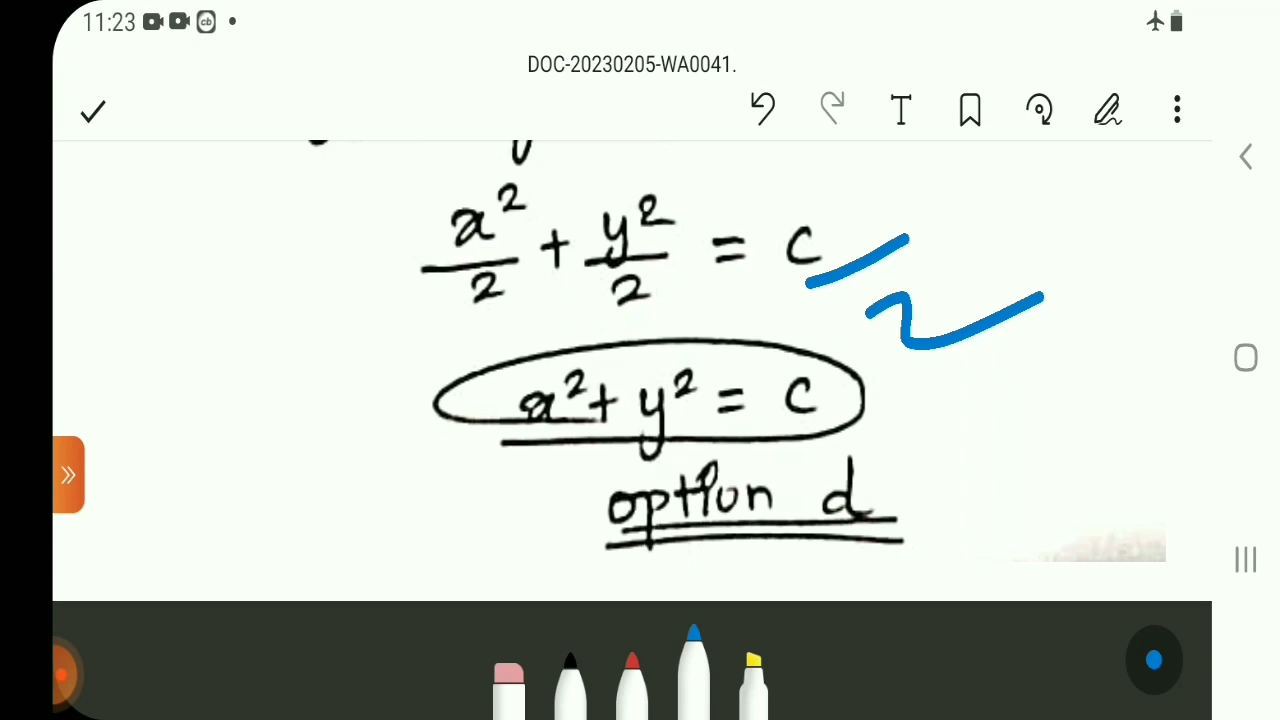 11:23
DOC-20230205-WA0041.
x²/2 + y²/2 = c
x² + y² = c
option d